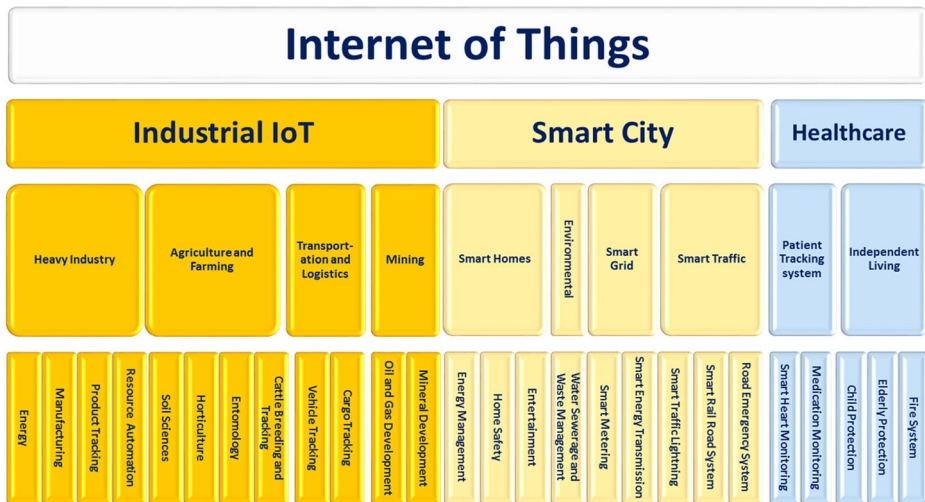 Internet of Things
Industrial IoT
Smart City
Healthcare
Heavy Industry
Agriculture and
Farming
Transport-
ation and
Logistics
Mining
Smart Homes
Environmental
Smart
Grid
Smart Traffic
Patient
Tracking
system
Independent
Living
Energy
Manufacturing
Product Tracking
Resource Automation
Soil Sciences
Horticulture
Entomology
Cattle Breeding and
Tracking
Vehicle Tracking
Cargo Tracking
Oil and Gas Development
Mineral Development
Energy Management
Home Safety
Entertainment
Water Sewerage and
Waste Management
Smart Metering
Smart Energy Transmission
Smart Traffic Lightning
Smart Rail Road System
Road Emergency System
Smart Heart Monitoring
Medication Monitoring
Child Protection
Elderly Protection
Fire System